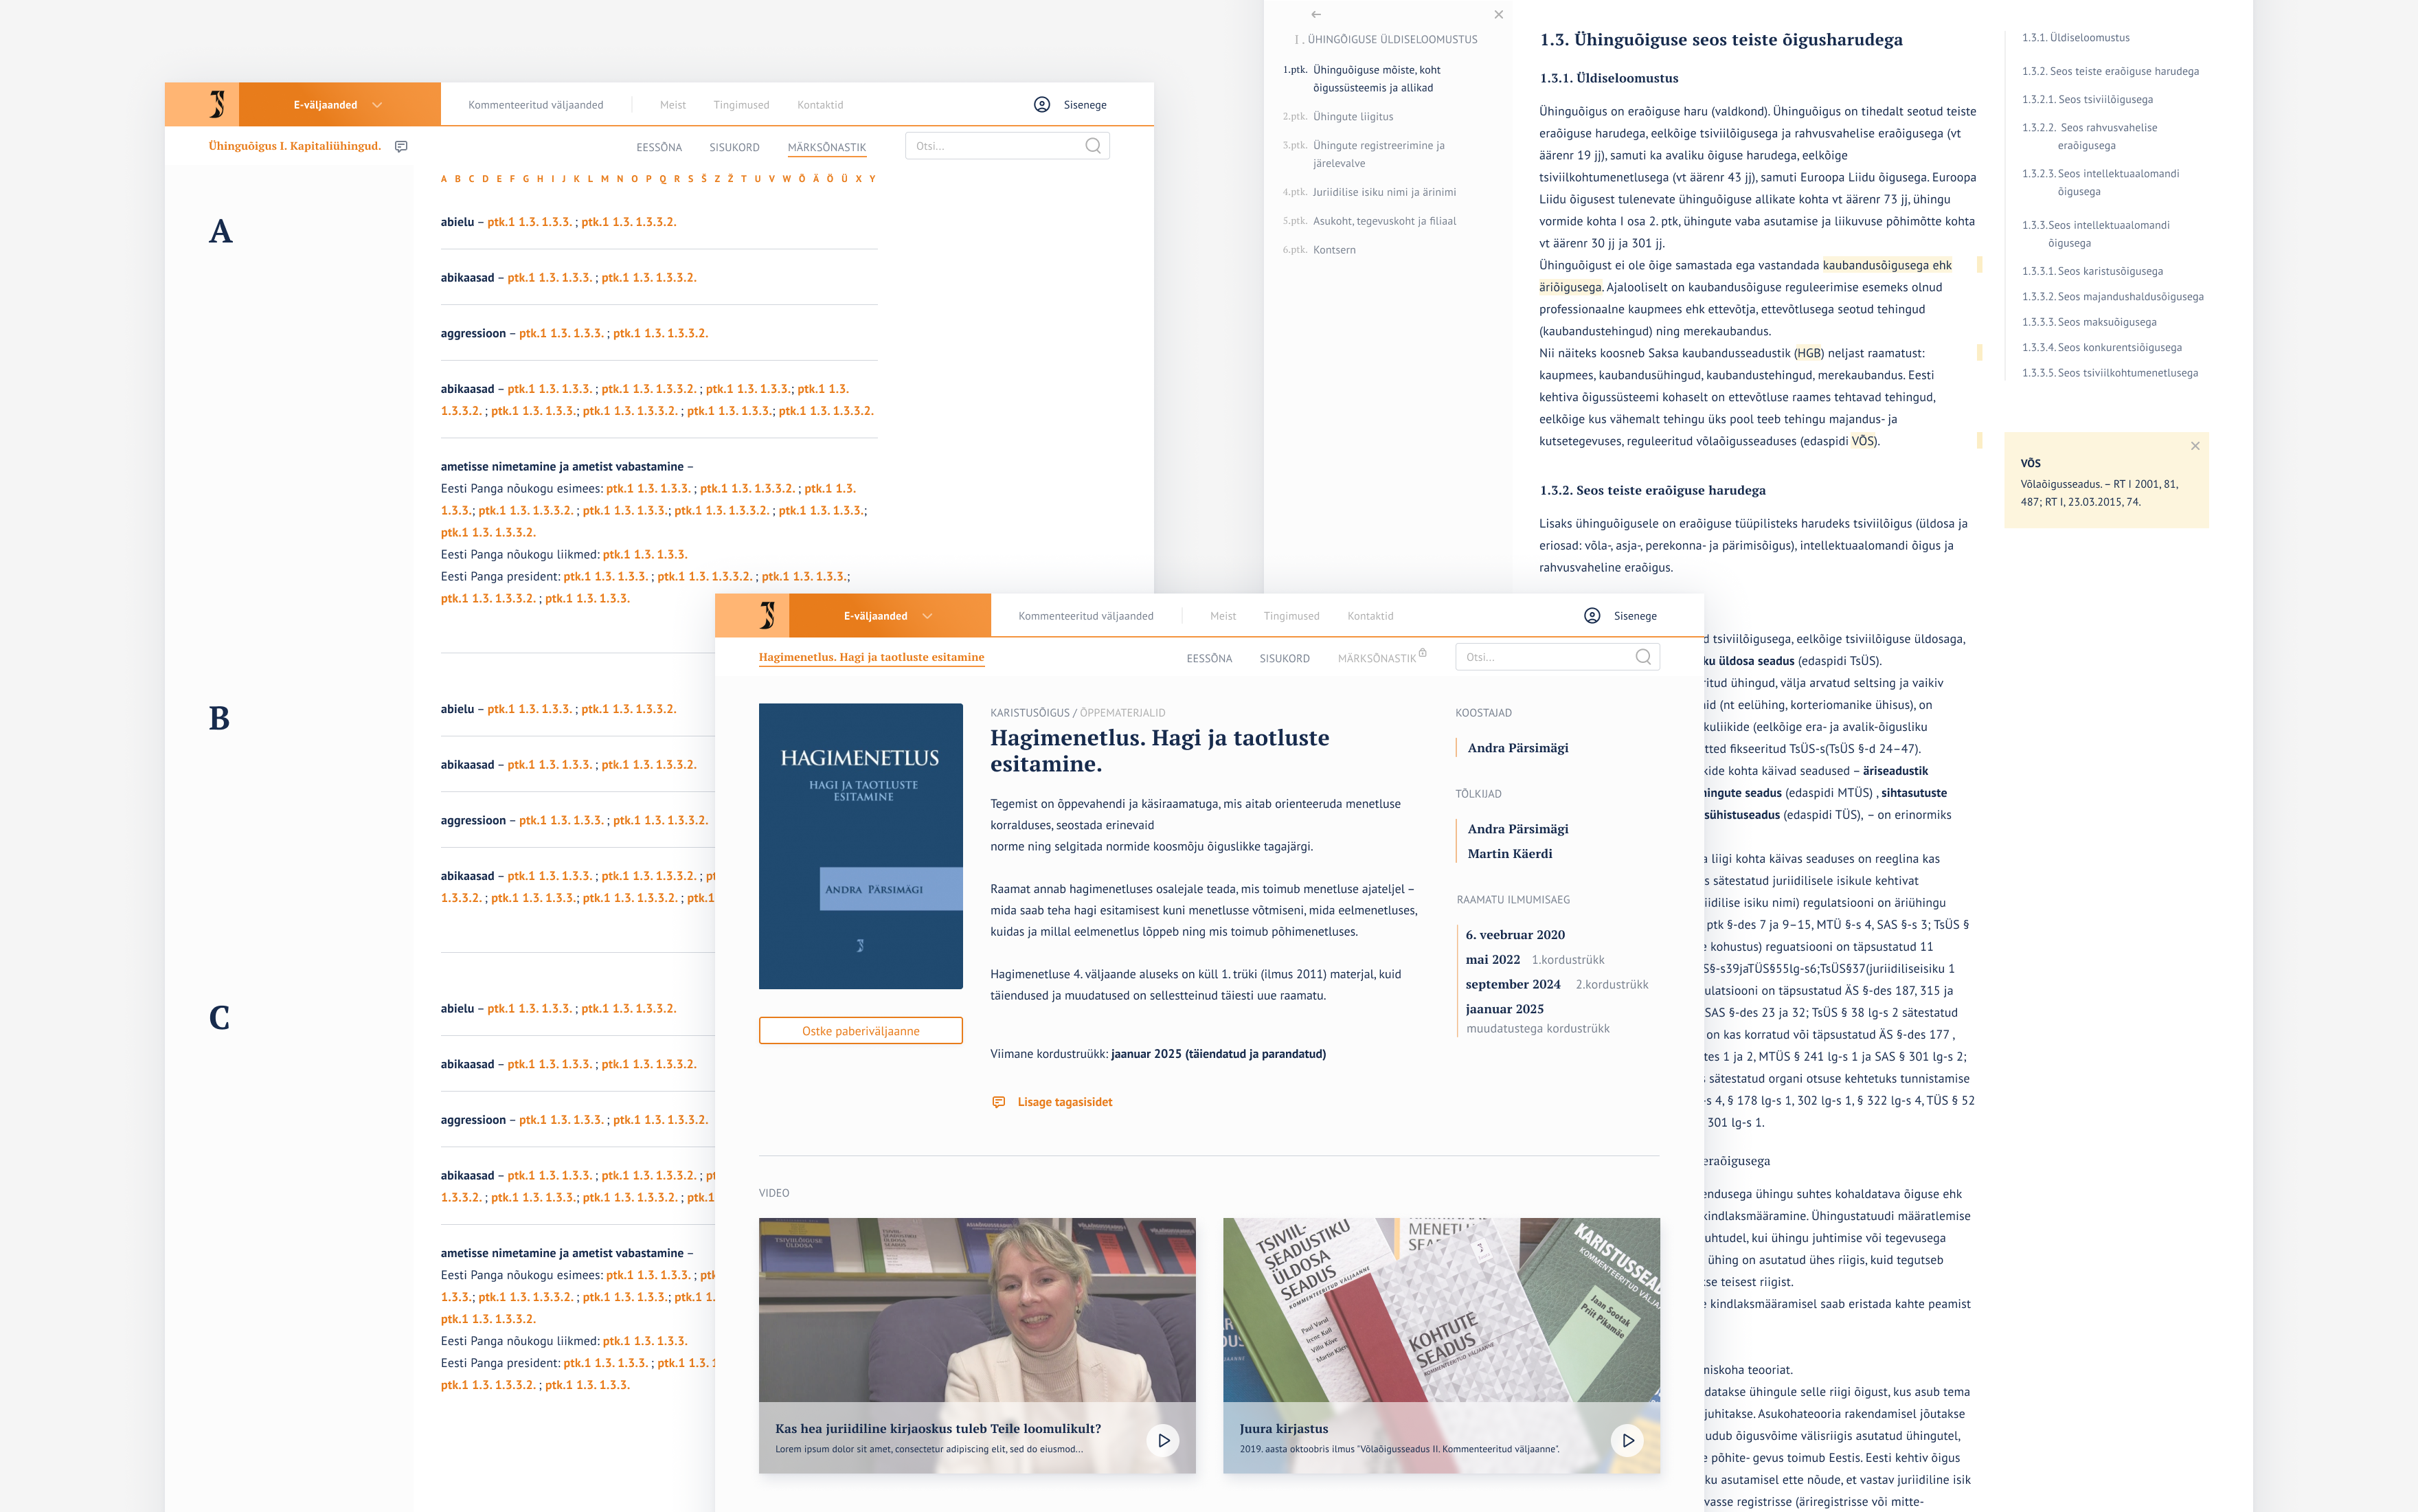 E-väljaanded
Kommenteeritud väljaanded
Meist
Tingimused
Kontaktid
Sisenege
Ühinguõigus I. Kapitaliühingud.
EESSÕNA
SISUKORD
MÄRKSÕNASTIK
Otsi...
A B C D E F G H I J K L M N O P Q R S Š Z Ž T U V W Õ Ä Ö Ü X Y
A
abielu – ptk.1 1.3. 1.3.3. ; ptk.1 1.3. 1.3.3.2.
abikaasad – ptk.1 1.3. 1.3.3. ; ptk.1 1.3. 1.3.3.2.
aggressioon – ptk.1 1.3. 1.3.3. ; ptk.1 1.3. 1.3.3.2.
abikaasad – ptk.1 1.3. 1.3.3. ; ptk.1 1.3. 1.3.3.2. ; ptk.1 1.3. 1.3.3.; ptk.1 1.3.
1.3.3.2. ; ptk.1 1.3. 1.3.3.; ptk.1 1.3. 1.3.3.2. ; ptk.1 1.3. 1.3.3.; ptk.1 1.3. 1.3.3.2.
ametisse nimetamine ja ametist vabastamine –
Eesti Panga nõukogu esimees: ptk.1 1.3. 1.3.3. ; ptk.1 1.3. 1.3.3.2. ; ptk.1 1.3.
1.3.3.; ptk.1 1.3. 1.3.3.2. ; ptk.1 1.3. 1.3.3.; ptk.1 1.3. 1.3.3.2. ; ptk.1 1.3. 1.3.3.;
ptk.1 1.3. 1.3.3.2.
Eesti Panga nõukogu liikmed: ptk.1 1.3. 1.3.3.
Eesti Panga president: ptk.1 1.3. 1.3.3. ; ptk.1 1.3. 1.3.3.2. ; ptk.1 1.3. 1.3.3.;
ptk.1 1.3. 1.3.3.2. ; ptk.1 1.3. 1.3.3.
B
abielu – ptk.1 1.3. 1.3.3. ; ptk.1 1.3. 1.3.3.2.
abikaasad – ptk.1 1.3. 1.3.3. ; ptk.1 1.3. 1.3.3.2.
aggressioon – ptk.1 1.3. 1.3.3. ; ptk.1 1.3. 1.3.3.2.
abikaasad – ptk.1 1.3. 1.3.3. ; ptk.1 1.3. 1.3.3.2. ; pt
1.3.3.2. ; ptk.1 1.3. 1.3.3.; ptk.1 1.3. 1.3.3.2. ; ptk.1
C
abielu – ptk.1 1.3. 1.3.3. ; ptk.1 1.3. 1.3.3.2.
abikaasad – ptk.1 1.3. 1.3.3. ; ptk.1 1.3. 1.3.3.2.
aggressioon – ptk.1 1.3. 1.3.3. ; ptk.1 1.3. 1.3.3.2.
abikaasad – ptk.1 1.3. 1.3.3. ; ptk.1 1.3. 1.3.3.2. ; pt
1.3.3.2. ; ptk.1 1.3. 1.3.3.; ptk.1 1.3. 1.3.3.2. ; ptk.1
ametisse nimetamine ja ametist vabastamine –
Eesti Panga nõukogu esimees: ptk.1 1.3. 1.3.3. ; ptk
1.3.3.; ptk.1 1.3. 1.3.3.2. ; ptk.1 1.3. 1.3.3.; ptk.1 1.
ptk.1 1.3. 1.3.3.2.
Eesti Panga nõukogu liikmed: ptk.1 1.3. 1.3.3.
Eesti Panga president: ptk.1 1.3. 1.3.3. ; ptk.1 1.3. 1
ptk.1 1.3. 1.3.3.2. ; ptk.1 1.3. 1.3.3.
I . ÜHINGÕIGUSE ÜLDISELOOMUSTUS
1.ptk. Ühinguõiguse mõiste, koht
õigussüsteemis ja allikad
2.ptk. Ühingute liigitus
3.ptk. Ühingute registreerimine ja
järelevalve
4.ptk. Juriidilise isiku nimi ja ärinimi
5.ptk. Asukoht, tegevuskoht ja filiaal
6.ptk. Kontsern
1.3. Ühinguõiguse seos teiste õigusharudega
1.3.1. Üldiseloomustus
Ühinguõigus on eraõiguse haru (valdkond). Ühinguõigus on tihedalt seotud teiste
eraõiguse harudega, eelkõige tsiviilõigusega ja rahvusvahelise eraõigusega (vt
äärenr 19 jj), samuti ka avaliku õiguse harudega, eelkõige
tsiviilkohtumenetlusega (vt äärenr 43 jj), samuti Euroopa Liidu õigusega. Euroopa
Liidu õigusest tulenevate ühinguõiguse allikate kohta vt äärenr 73 jj, ühingu
vormide kohta I osa 2. ptk, ühingute vaba asutamise ja liikuvuse põhimõtte kohta
vt äärenr 30 jj ja 301 jj.
Ühinguõigust ei ole õige samastada ega vastandada kaubandusõigusega ehk
äriõigusega. Ajalooliselt on kaubandusõiguse reguleerimise esemeks olnud
professionaalne kaupmees ehk ettevõtja, ettevõtlusega seotud tehingud
(kaubandustehingud) ning merekaubandus.
Nii näiteks koosneb Saksa kaubandusseadustik (HGB) neljast raamatust:
kaupmees, kaubandusühingud, kaubandustehingud, merekaubandus. Eesti
kehtiva õigussüsteemi kohaselt on ettevõtluse raames tehtavad tehingud,
eelkõige kus vähemalt tehingu üks pool teeb tehingu majandus- ja
kutsetegevuses, reguleeritud võlaõigusseaduses (edaspidi VÕS).
1.3.2. Seos teiste eraõiguse harudega
Lisaks ühinguõigusele on eraõiguse tüüpilisteks harudeks tsiviilõigus (üldosa ja
eriosad: võla-, asja-, perekonna- ja pärimisõigus), intellektuaalomandi õigus ja
rahvusvaheline eraõigus.
d tsiviilõigusega, eelkõige tsiviilõiguse üldosaga,
ku üldosa seadus (edaspidi TsÜS).
ritud ühingud, välja arvatud seltsing ja vaikiv
id (nt eelühing, korteriomanike ühisus), on
kuliikide (eelkõige era- ja avalik-õigusliku
tted fikseeritud TsÜS-s(TsÜS §-d 24–47).
kide kohta käivad seadused – äriseadustik
ningute seadus (edaspidi MTÜS) , sihtasutuste
sühistuseadus (edaspidi TÜS), – on erinormiks
a liigi kohta käivas seaduses on reeglina kas
s sätestatud juriidilisele isikule kehtivat
iidilise isiku nimi) regulatsiooni on äriühingu
ptk §-des 7 ja 9–15, MTÜ §-s 4, SAS §-s 3; TsÜS §
e kohustus) reguatsiooni on täpsustatud 11
S§-s39jaTÜS§55lg-s6;TsÜS§37(juriidiliseisiku 1
ulatsiooni on täpsustatud ÄS §-des 187, 315 ja
SAS §-des 23 ja 32; TsÜS § 38 lg-s 2 sätestatud
on kas korratud või täpsustatud ÄS §-des 177 ,
tes 1 ja 2, MTÜS § 241 lg-s 1 ja SAS § 301 lg-s 2;
s sätestatud organi otsuse kehtetuks tunnistamise
-s 4, § 178 lg-s 1, 302 lg-s 1, § 322 lg-s 4, TÜS § 52
301 lg-s 1.
eraõigusega
endusega ühingu suhtes kohaldatava õiguse ehk
kindlaksmääramine. Ühingustatuudi määratlemise
uhtudel, kui ühingu juhtimise või tegevusega
ühing on asutatud ühes riigis, kuid tegutseb
kse teisest riigist.
e kindlaksmääramisel saab eristada kahte peamist
niskoha teooriat.
datakse ühingule selle riigi õigust, kus asub tema
juhitakse. Asukohateooria rakendamisel jõutakse
udub õigusvõime välisriigis asutatud ühingutel,
e põhite- gevus toimub Eestis. Eesti kehtiv õigus
ku asutamisel ette nõude, et vastav juriidiline isik
vasse registrisse (äriregistrisse või mitte-
1.3.1. Üldiseloomustus
1.3.2. Seos teiste eraõiguse harudega
1.3.2.1. Seos tsiviilõigusega
1.3.2.2. Seos rahvusvahelise
eraõigusega
1.3.2.3. Seos intellektuaalomandi
õigusega
1.3.3. Seos intellektuaalomandi
õigusega
1.3.3.1. Seos karistusõigusega
1.3.3.2. Seos majandushaldusõigusega
1.3.3.3. Seos maksuõigusega
1.3.3.4. Seos konkurentsiõigusega
1.3.3.5. Seos tsiviilkohtumenetlusega
VÕS
Võlaõigusseadus. – RT I 2001, 81,
487; RT I, 23.03.2015, 74.
E-väljaanded
Kommenteeritud väljaanded
Meist
Tingimused
Kontaktid
Sisenege
Hagimenetlus. Hagi ja taotluste esitamine
EESSÕNA
SISUKORD
MÄRKSÕNASTIK
Otsi...
HAGIMENETLUS
HAGI JA TAOTLUSTE
ESITAMINE
ANDRA PÄRSIMÄGI
Ostke paberiväljaanne
KARISTUSÕIGUS / ÕPPEMATERJALID
Hagimenetlus. Hagi ja taotluste
esitamine.
Tegemist on õppevahendi ja käsiraamatuga, mis aitab orienteeruda menetluse
korralduses, seostada erinevaid
norme ning selgitada normide koosmõju õiguslikke tagajärgi.
Raamat annab hagimenetluses osalejale teada, mis toimub menetluse ajateljel –
mida saab teha hagi esitamisest kuni menetlusse võtmiseni, mida eelmenetluses,
kuidas ja millal eelmenetlus lõppeb ning mis toimub põhimenetluses.
Hagimenetluse 4. väljaande aluseks on küll 1. trüki (ilmus 2011) materjal, kuid
täiendused ja muudatused on sellestteinud täiesti uue raamatu.
Viimane kordustruükk: jaanuar 2025 (täiendatud ja parandatud)
Lisage tagasisidet
KOOSTAJAD
Andra Pärsimägi
TÕLKIJAD
Andra Pärsimägi
Martin Käerdi
RAAMATU ILMUMISAEG
6. veebruar 2020
mai 2022 1.kordustrükk
september 2024 2.kordustrükk
jaanuar 2025
muudatustega kordustrükk
VIDEO
TSIVIILÕIGUSE
ÜLDOSA
Kas hea juriidiline kirjaoskus tuleb Teile loomulikult?
Lorem ipsum dolor sit amet, consectetur adipiscing elit, sed do eiusmod...
TSIVIIL-
SEADUSTIKU
ÜLDOSA
SEADUS
KOMMENTEERITUD VÄLJAANNE
Paul Varul
Irene Kull
Villu Kõve
Martin Käerdi
MENETLU
KOHTUTE
SEADUS
KOMMENTEERITUD VÄLJAANNE
KARISTUSSEAD
KOMMENTEERITUD VÄLJA
Jaan Sootak
Priit Pikamäe
Juura kirjastus
2019. aasta oktoobris ilmus "Võlaõigusseadus II. Kommenteeritud väljaanne".